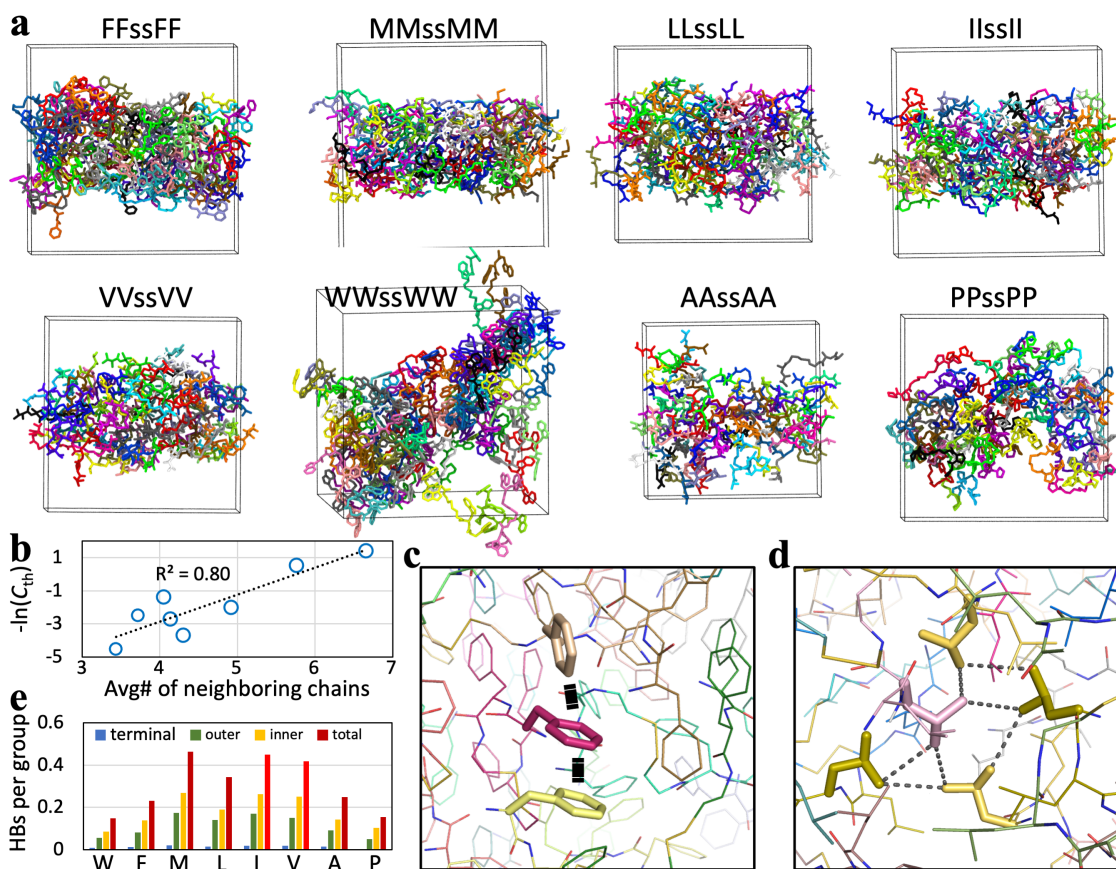 a
FFssFF MMssMM LLssLL IIssII
VVssVV WWssWW AAssAA PPssPP
b
1
-1
-3
-5
-ln(Cth)
R² = 0.80
3 4 5 6 7
Avg# of neighboring chains
c
d
e
0.6
0.4
0.2
0
HBs per group
terminal outer inner total
W F M L I V A P